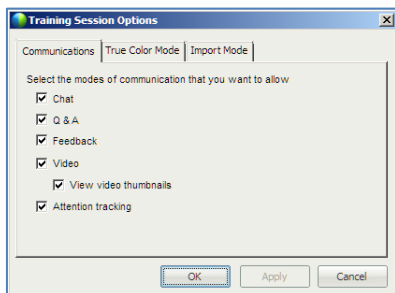 Training Session Options
Communications True Color Mode Import Mode
Select the modes of communication that you want to allow
Chat
Q & A
Feedback
Video
View video thumbnails
Attention tracking
OK Apply Cancel